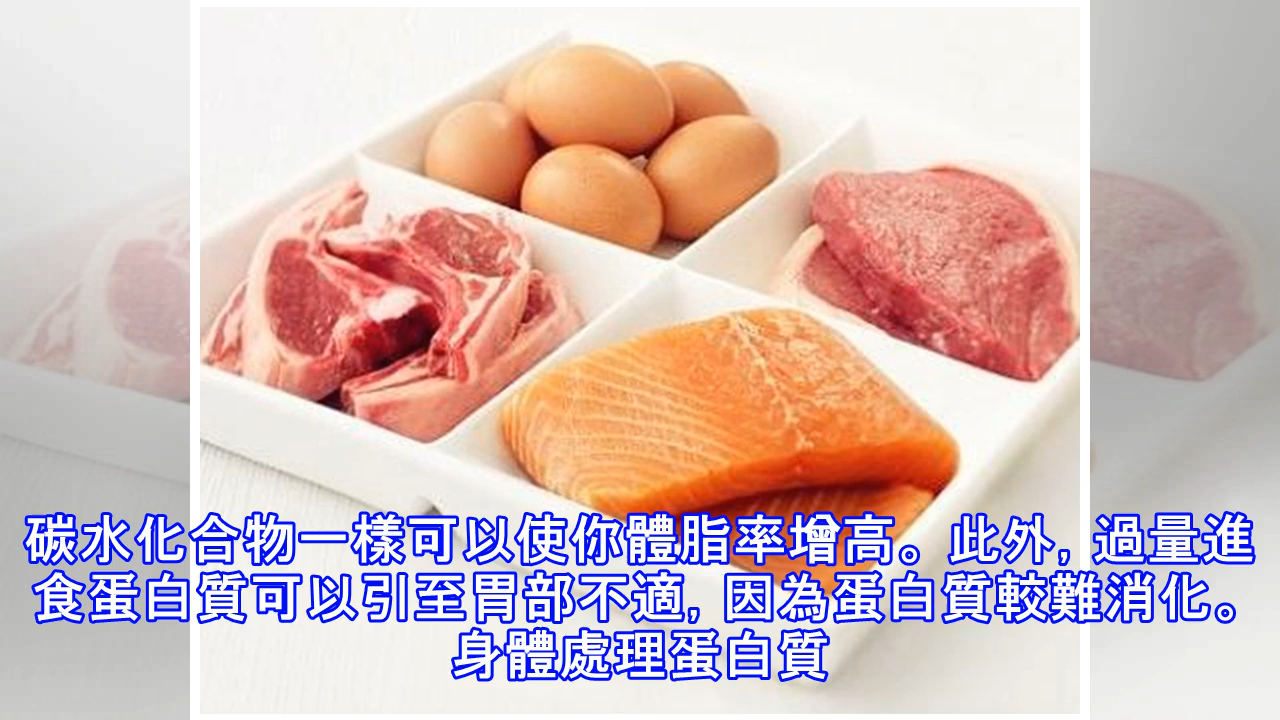 碳水化合物一樣可以使你體脂率增高。此外, 過量進
食蛋白質可以引至胃部不適, 因為蛋白質較難消化。
身體處理蛋白質